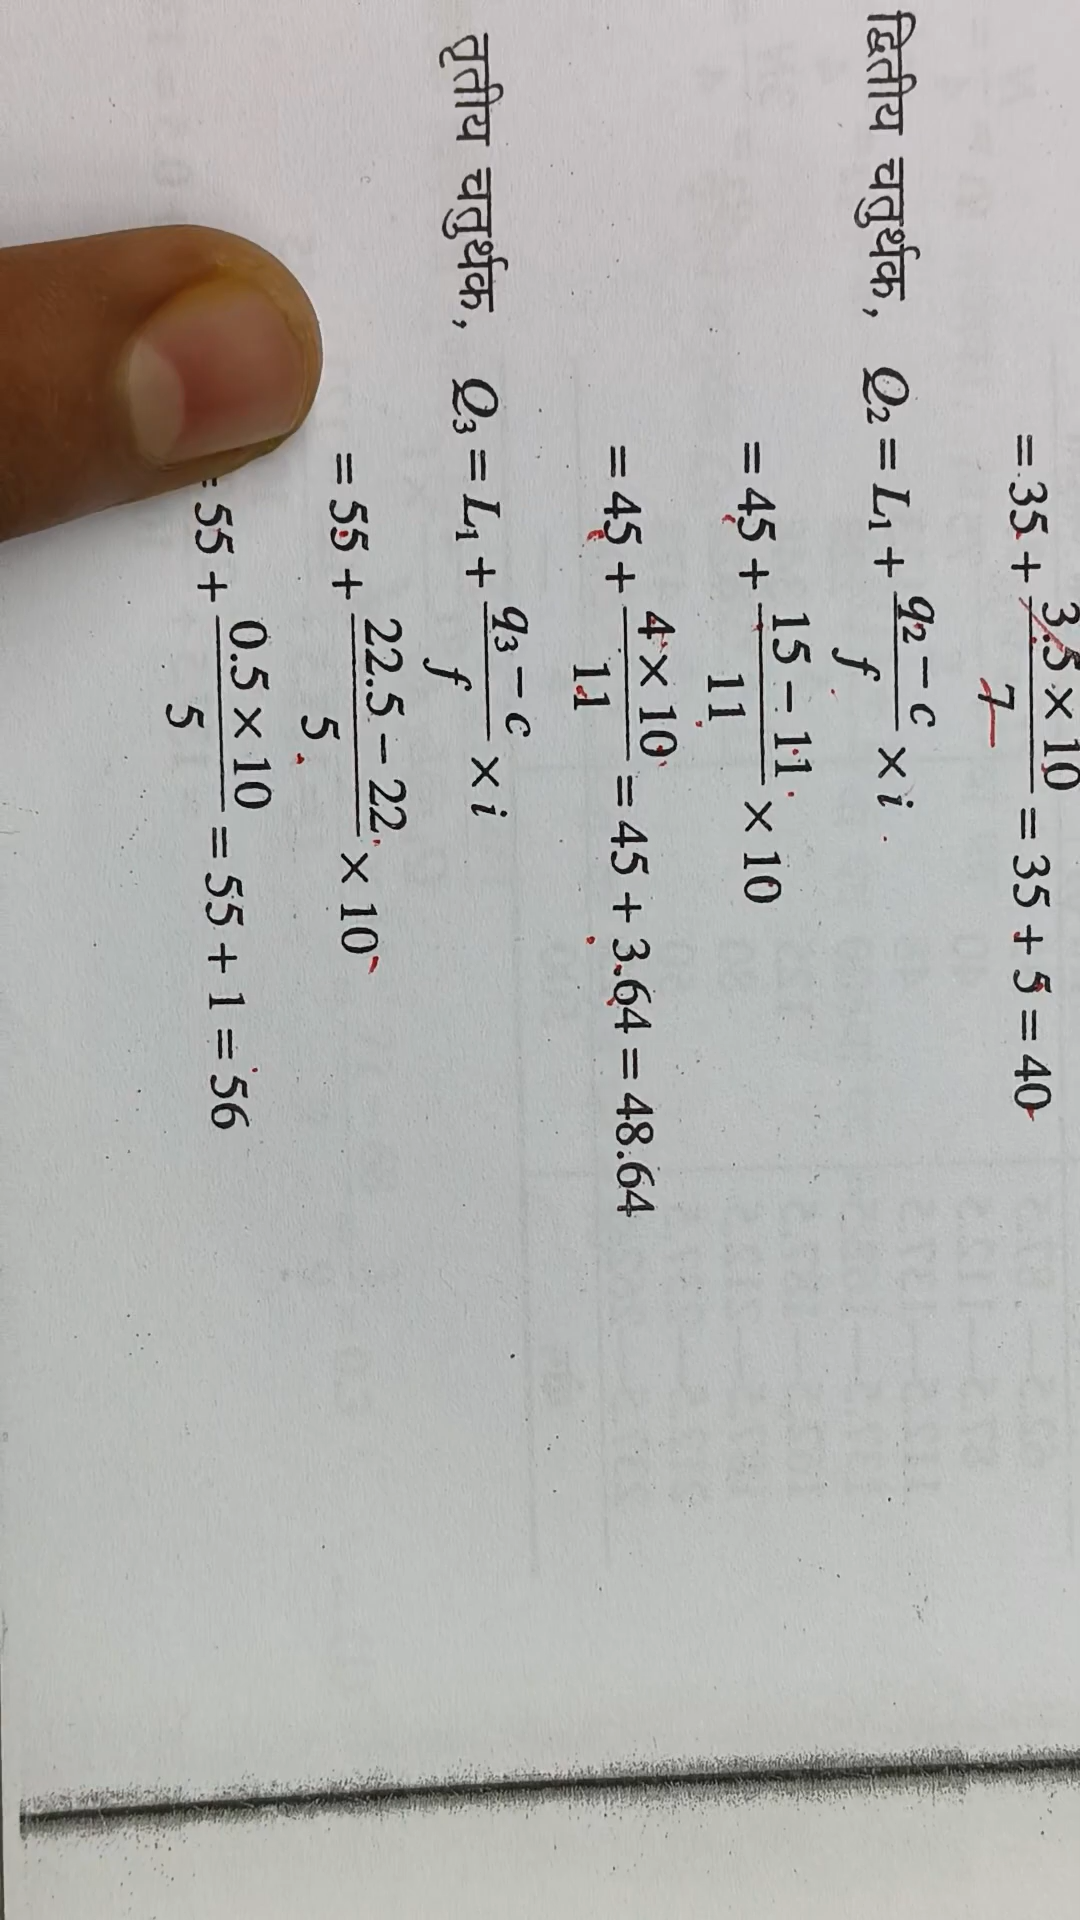 = 35 + 3.5 × 10 / 7 = 35 + 5 = 40
द्वितीय चतुर्थक, Q₂ = L₁ + q₂ − c / f × i
= 45 + 15 − 11 / 11 × 10
= 45 + 4 × 10 / 11 = 45 + 3.64 = 48.64
तृतीय चतुर्थक, Q₃ = L₁ + q₃ − c / f × i
= 55 + 22.5 − 22 / 5 × 10
= 55 + 0.5 × 10 / 5 = 55 + 1 = 56